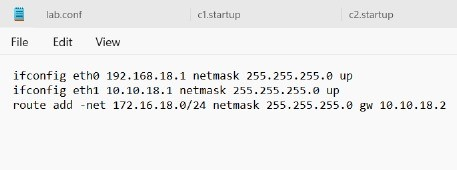 lab.conf c1.startup c2.startup
File Edit View
ifconfig eth0 192.168.18.1 netmask 255.255.255.0 up
ifconfig eth1 10.10.18.1 netmask 255.255.255.0 up
route add -net 172.16.18.0/24 netmask 255.255.255.0 gw 10.10.18.2